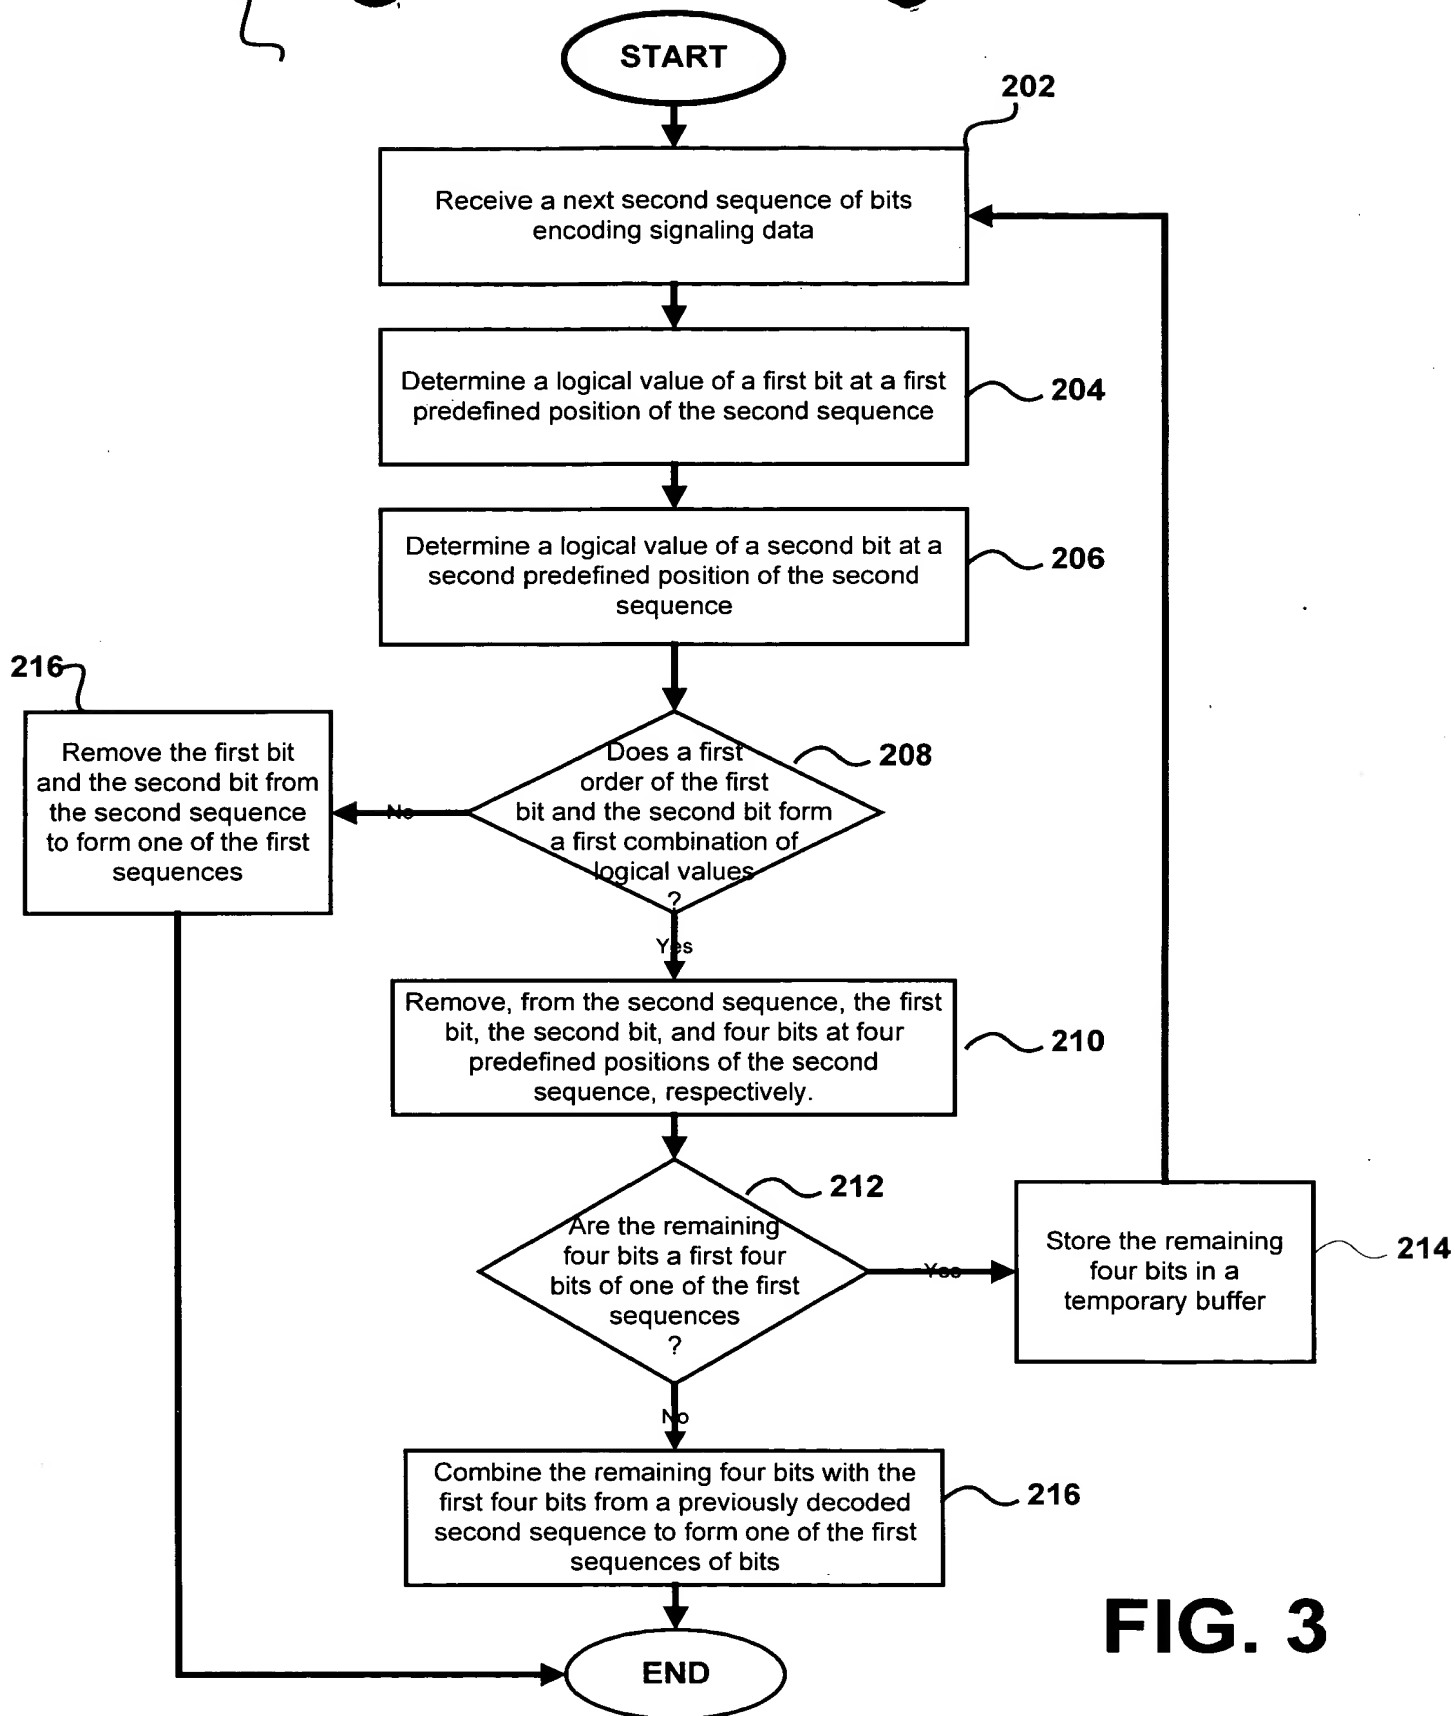 START
202
Receive a next second sequence of bits
encoding signaling data
Determine a logical value of a first bit at a first
predefined position of the second sequence
204
Determine a logical value of a second bit at a
second predefined position of the second
sequence
206
216
Remove the first bit
and the second bit from
the second sequence
to form one of the first
sequences
No
Does a first
order of the first
bit and the second bit form
a first combination of
logical values
?
208
Yes
Remove, from the second sequence, the first
bit, the second bit, and four bits at four
predefined positions of the second
sequence, respectively.
210
212
Are the remaining
four bits a first four
bits of one of the first
sequences
?
Yes
Store the remaining
four bits in a
temporary buffer
214
No
Combine the remaining four bits with the
first four bits from a previously decoded
second sequence to form one of the first
sequences of bits
216
END
FIG. 3